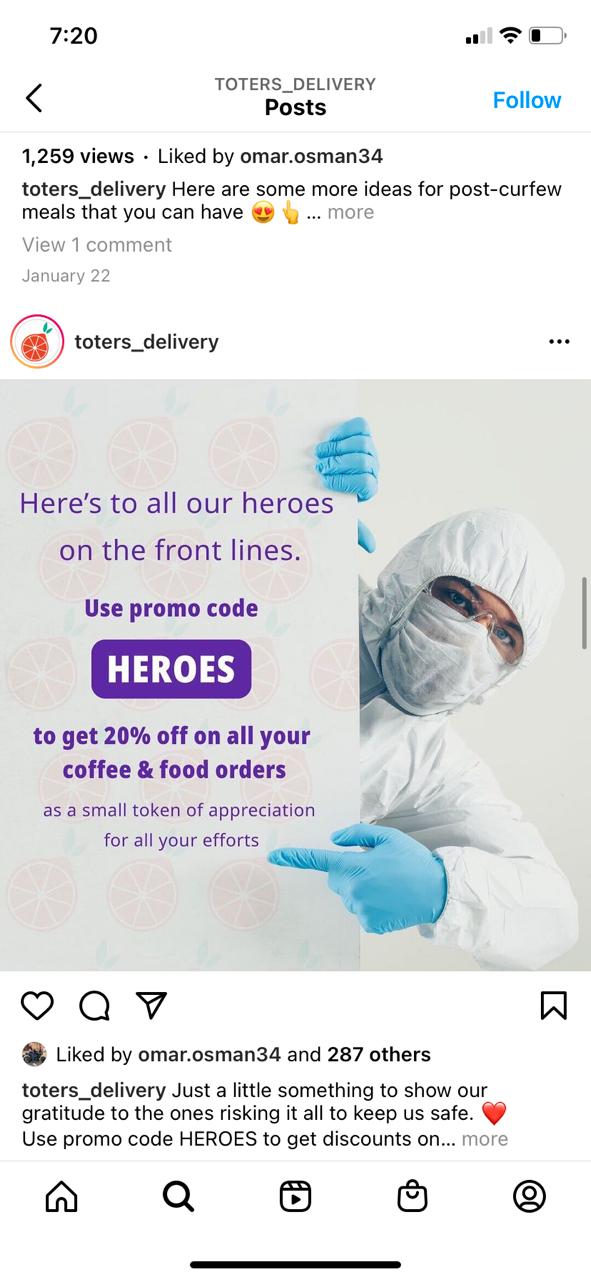 7:20
TOTERS_DELIVERY
Posts
Follow
1,259 views · Liked by omar.osman34
toters_delivery Here are some more ideas for post-curfew
meals that you can have 😍👆 ... more
View 1 comment
January 22
toters_delivery
Here's to all our heroes
on the front lines.
Use promo code
HEROES
to get 20% off on all your
coffee & food orders
as a small token of appreciation
for all your efforts
Liked by omar.osman34 and 287 others
toters_delivery Just a little something to show our
gratitude to the ones risking it all to keep us safe. ❤️
Use promo code HEROES to get discounts on... more